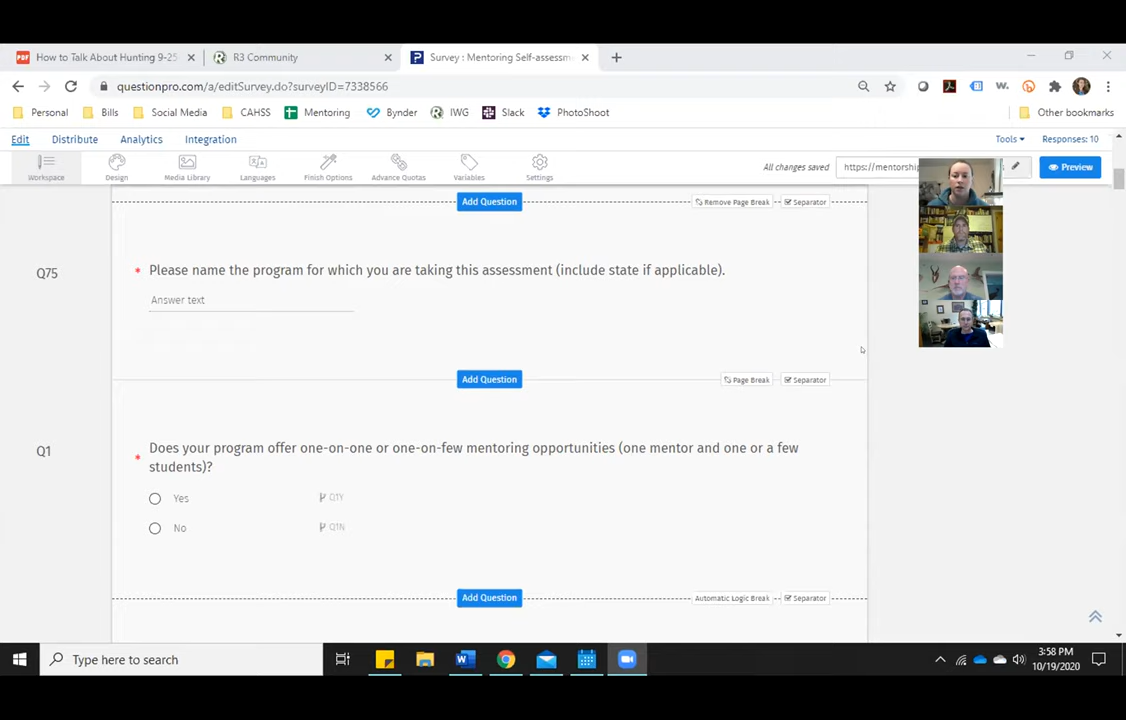 How to Talk About Hunting 9-25
R3 Community
Survey : Mentoring Self-assessm
questionpro.com/a/editSurvey.do?surveyID=7338566
Personal
Bills
Social Media
CAHSS
Mentoring
Bynder
IWG
Slack
PhotoShoot
Other bookmarks
Edit
Distribute
Analytics
Integration
Tools
Responses: 10
Workspace
Design
Media Library
Languages
Finish Options
Advance Quotas
Variables
Settings
All changes saved
https://mentorship
Preview
Add Question
Remove Page Break
Separator
Q75
* Please name the program for which you are taking this assessment (include state if applicable).
Answer text
Add Question
Page Break
Separator
Q1
* Does your program offer one-on-one or one-on-few mentoring opportunities (one mentor and one or a few
students)?
Yes
Q1Y
No
Q1N
Add Question
Automatic Logic Break
Separator
Type here to search
3:58 PM
10/19/2020